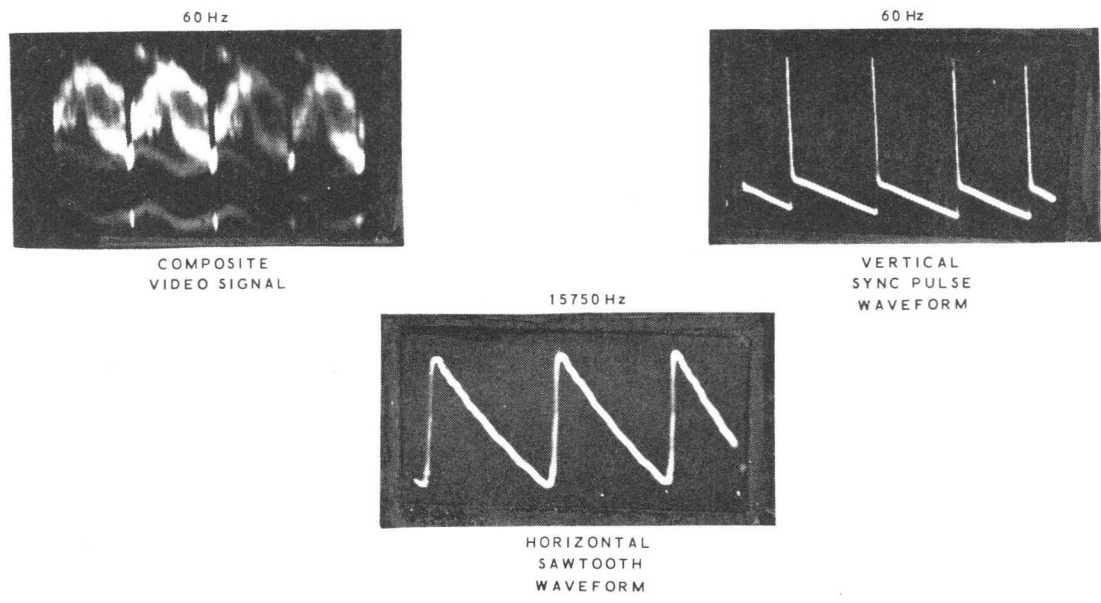 60 Hz
COMPOSITE
VIDEO SIGNAL
60 Hz
VERTICAL
SYNC PULSE
WAVEFORM
15750 Hz
HORIZONTAL
SAWTOOTH
WAVEFORM